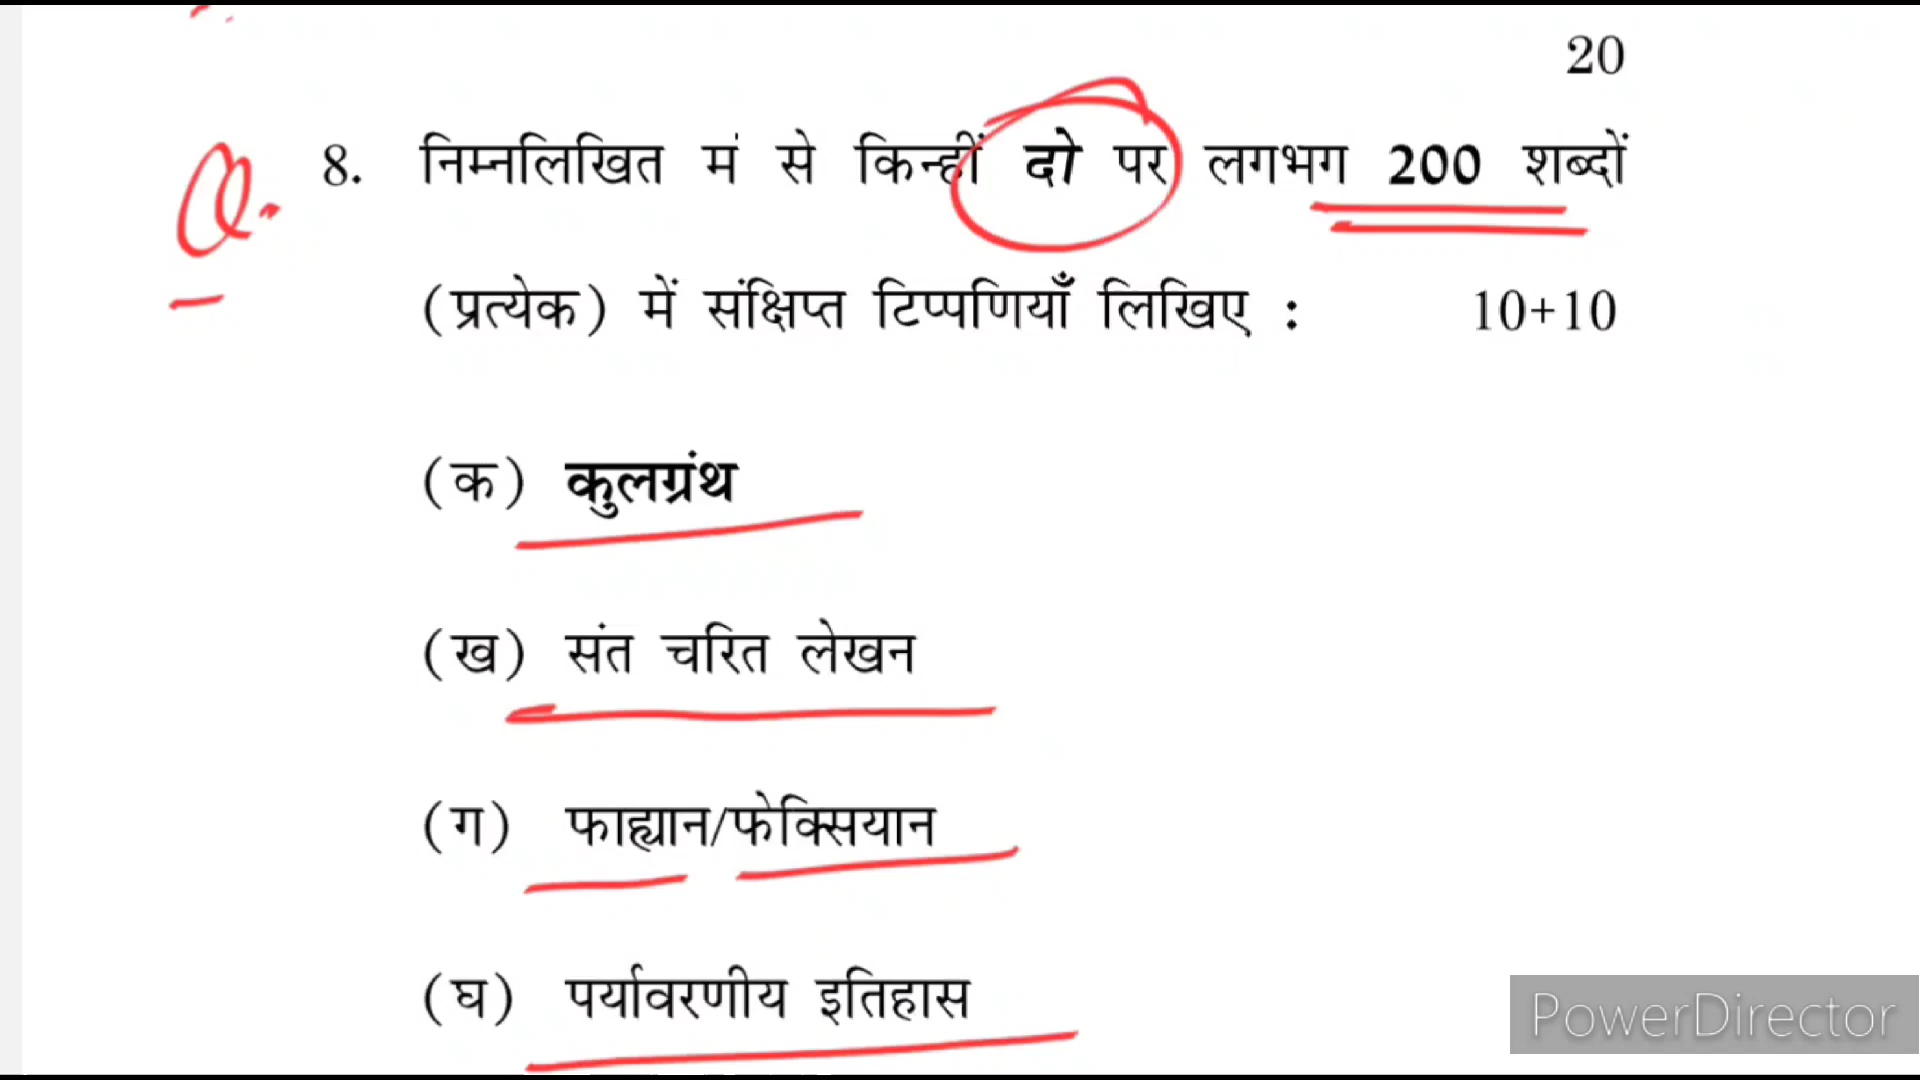 20
Q.
8. निम्नलिखित मं से किन्हीं दो पर लगभग 200 शब्दों
(प्रत्येक) में संक्षिप्त टिप्पणियाँ लिखिए : 10+10
(क) कुलग्रंथ
(ख) संत चरित लेखन
(ग) फाह्यान/फेक्सियान
(घ) पर्यावरणीय इतिहास
PowerDirector